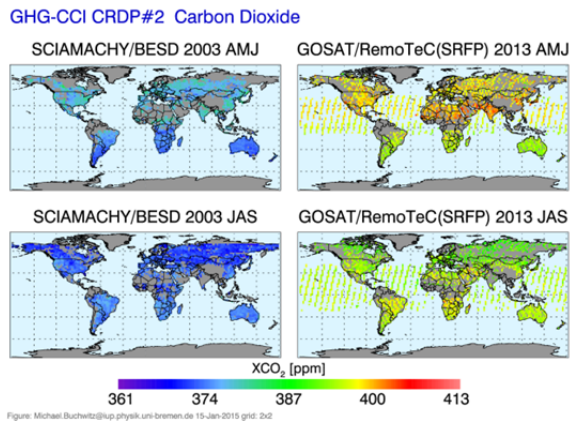 GHG-CCI CRDP#2 Carbon Dioxide
SCIAMACHY/BESD 2003 AMJ
GOSAT/RemoTeC(SRFP) 2013 AMJ
SCIAMACHY/BESD 2003 JAS
GOSAT/RemoTeC(SRFP) 2013 JAS
XCO₂ [ppm]
361 374 387 400 413
Figure: Michael.Buchwitz@iup.physik.uni-bremen.de 15-Jan-2015 grid: 2x2